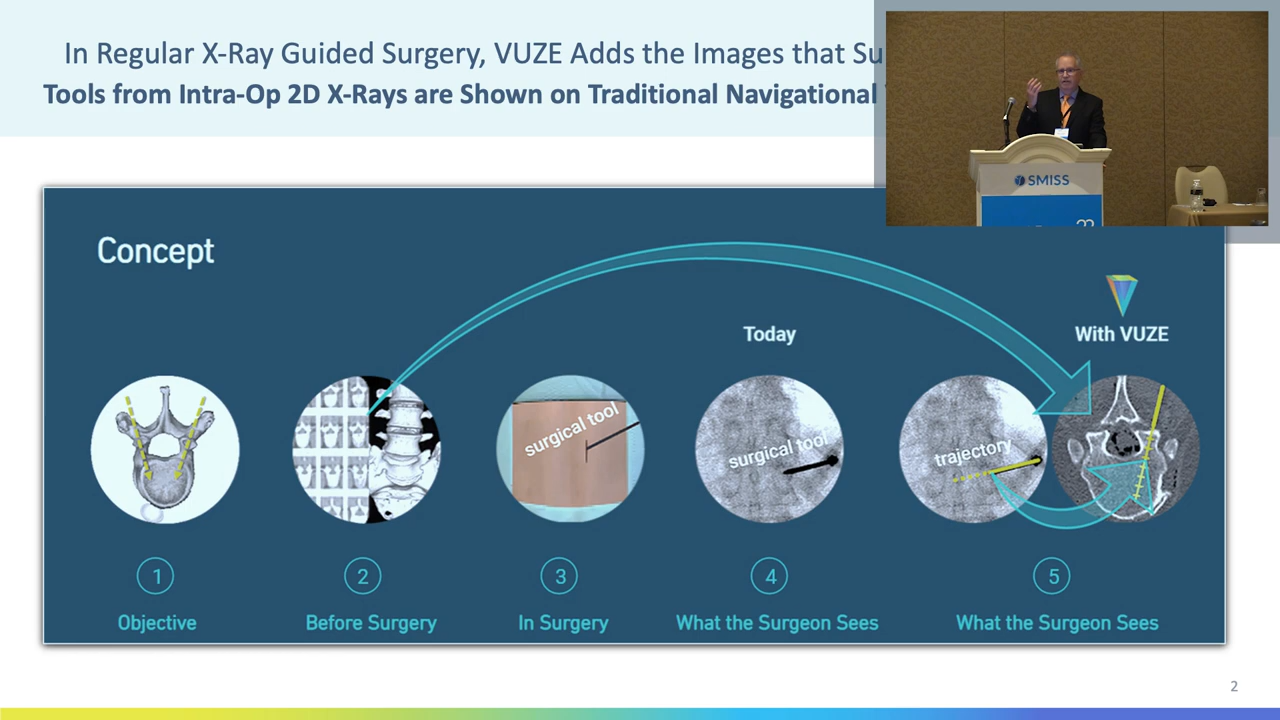 In Regular X-Ray Guided Surgery, VUZE Adds the Images that Su
Tools from Intra-Op 2D X-Rays are Shown on Traditional Navigational
SMISS
22
Concept
Today
With VUZE
surgical tool
surgical tool
trajectory
1
2
3
4
5
Objective
Before Surgery
In Surgery
What the Surgeon Sees
What the Surgeon Sees
2